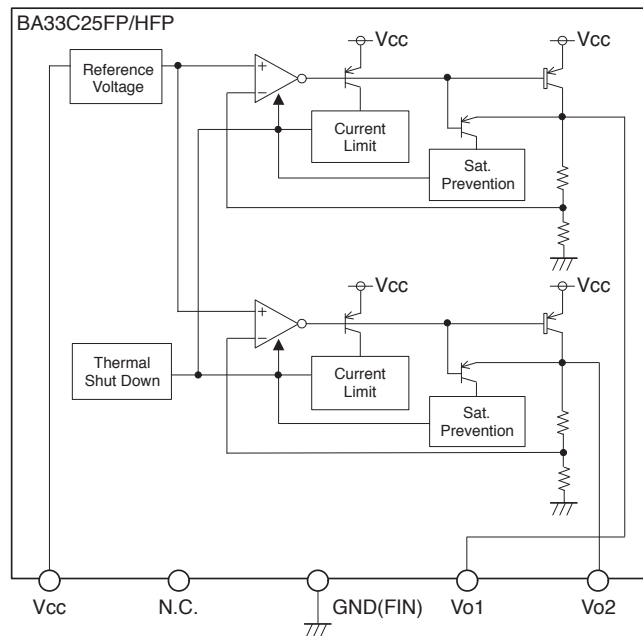 BA33C25FP/HFP
Vcc
Vcc
Reference
Voltage
+
−
Current
Limit
Sat.
Prevention
Vcc
Vcc
+
−
Thermal
Shut Down
Current
Limit
Sat.
Prevention
Vcc
N.C.
GND(FIN)
Vo1
Vo2